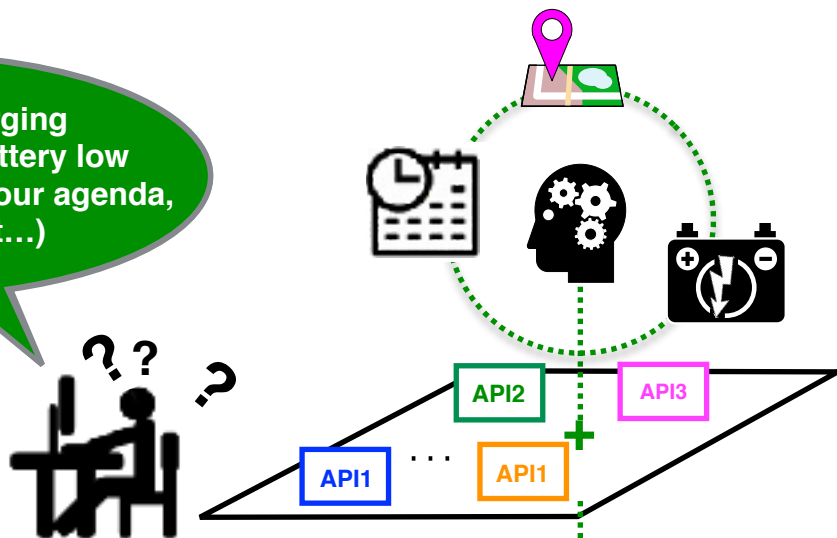 ging
ttery low
our agenda,
t…)
? ? ?
API2
API3
API1
...
API1